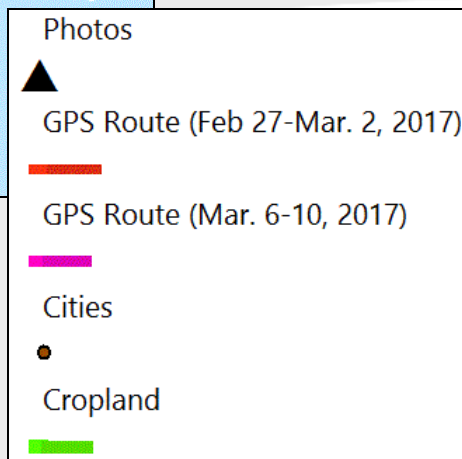 Photos
GPS Route (Feb 27-Mar. 2, 2017)
GPS Route (Mar. 6-10, 2017)
Cities
Cropland